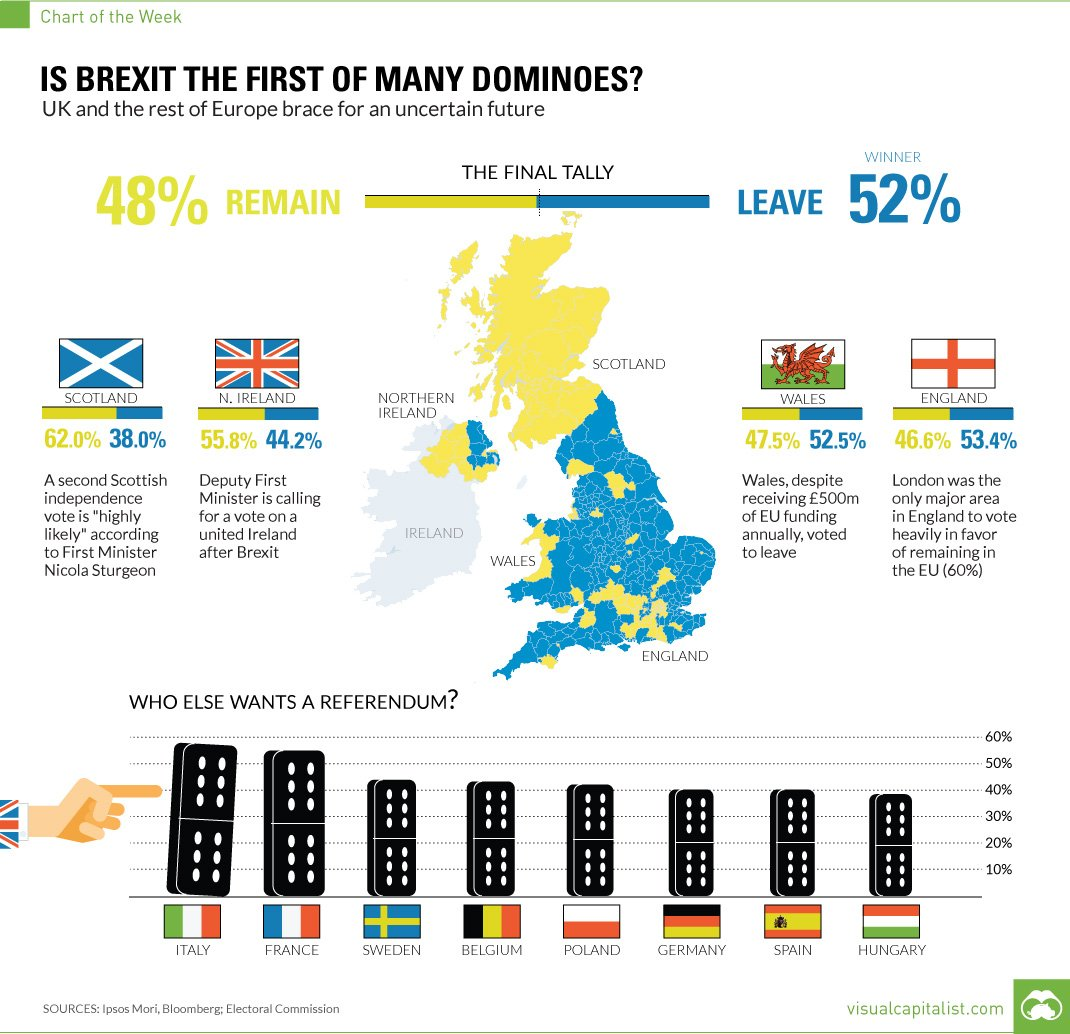 Chart of the Week
IS BREXIT THE FIRST OF MANY DOMINOES?
UK and the rest of Europe brace for an uncertain future
48% REMAIN
THE FINAL TALLY
WINNER
LEAVE 52%
SCOTLAND
62.0% 38.0%
A second Scottish
independence
vote is "highly
likely" according
to First Minister
Nicola Sturgeon
N. IRELAND
55.8% 44.2%
Deputy First
Minister is calling
for a vote on a
united Ireland
after Brexit
SCOTLAND
NORTHERN
IRELAND
IRELAND
WALES
ENGLAND
WALES
47.5% 52.5%
Wales, despite
receiving £500m
of EU funding
annually, voted
to leave
ENGLAND
46.6% 53.4%
London was the
only major area
in England to vote
heavily in favor
of remaining in
the EU (60%)
WHO ELSE WANTS A REFERENDUM?
60%
50%
40%
30%
20%
10%
ITALY
FRANCE
SWEDEN
BELGIUM
POLAND
GERMANY
SPAIN
HUNGARY
SOURCES: Ipsos Mori, Bloomberg; Electoral Commission
visualcapitalist.com